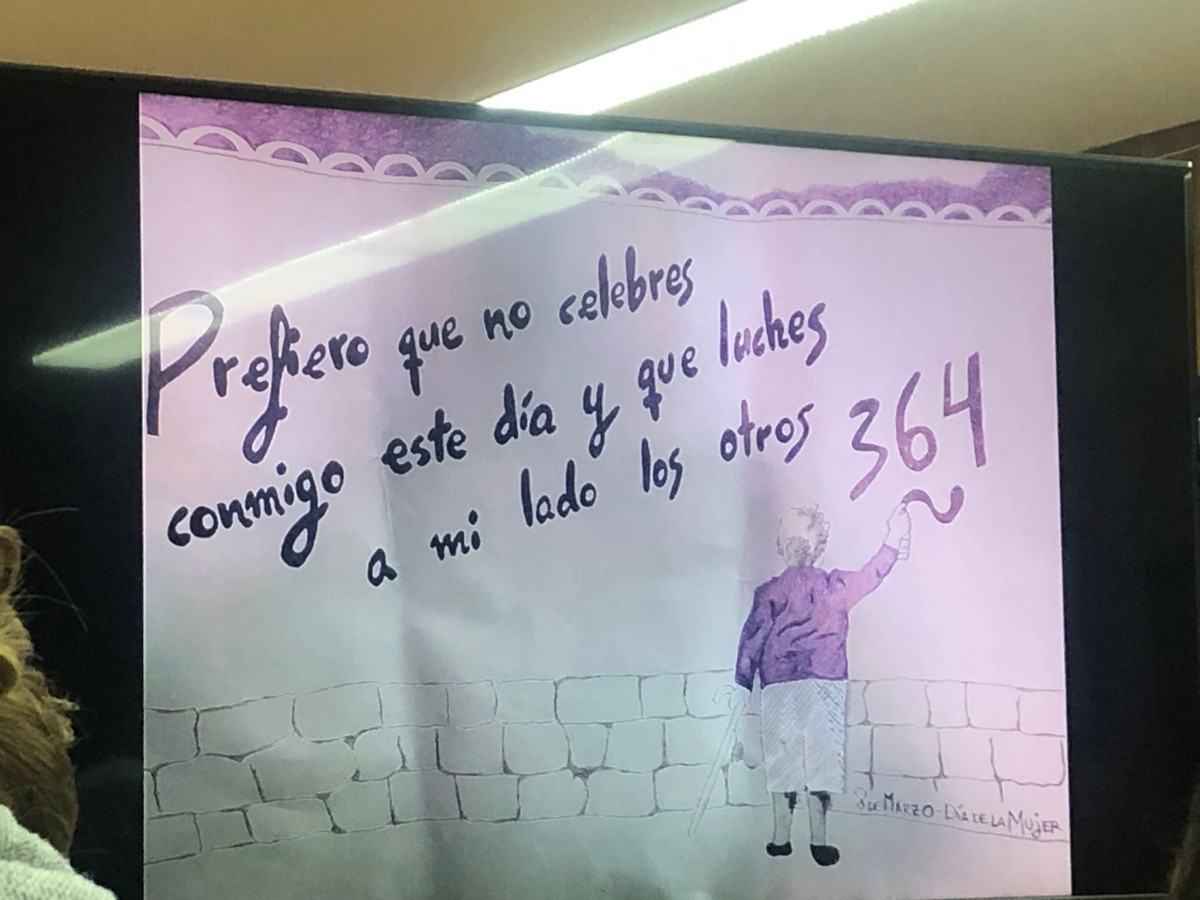 Prefiero que no celebres
conmigo este día y que luches
a mi lado los otros 364
8 DE MARZO - DÍA DE LA MUJER